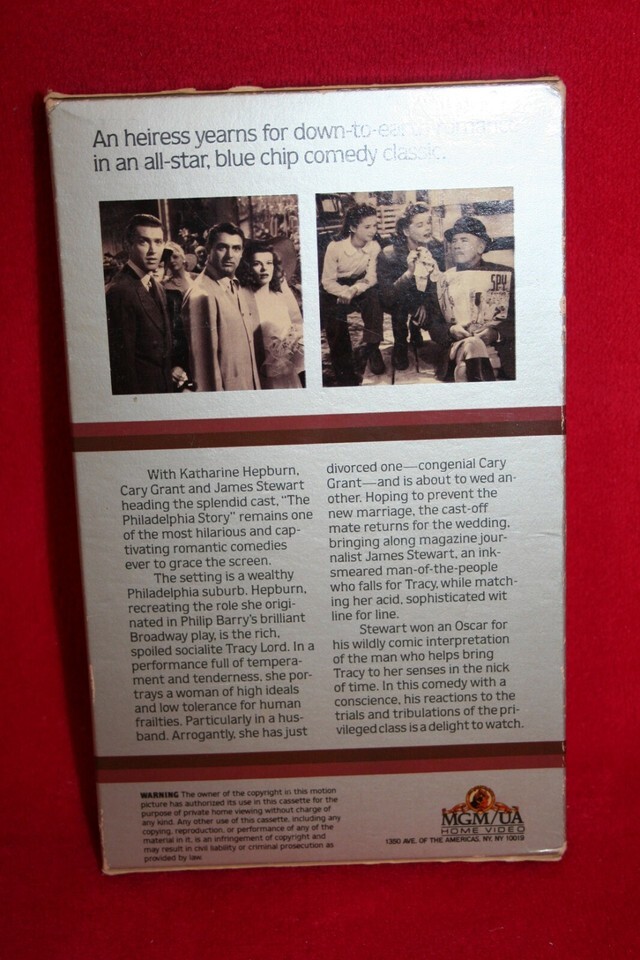 An heiress yearns for down-to-earth romance
in an all-star, blue chip comedy classic.
SPY
With Katharine Hepburn,
Cary Grant and James Stewart
heading the splendid cast, "The
Philadelphia Story" remains one
of the most hilarious and cap-
tivating romantic comedies
ever to grace the screen.
The setting is a wealthy
Philadelphia suburb. Hepburn,
recreating the role she origi-
nated in Philip Barry's brilliant
Broadway play, is the rich,
spoiled socialite Tracy Lord. In a
performance full of tempera-
ment and tenderness, she por-
trays a woman of high ideals
and low tolerance for human
frailties. Particularly in a hus-
band. Arrogantly, she has just
divorced one—congenial Cary
Grant—and is about to wed an-
other. Hoping to prevent the
new marriage, the cast-off
mate returns for the wedding,
bringing along magazine jour-
nalist James Stewart, an ink-
smeared man-of-the-people
who falls for Tracy, while match-
ing her acid, sophisticated wit
line for line.
Stewart won an Oscar for
his wildly comic interpretation
of the man who helps bring
Tracy to her senses in the nick
of time. In this comedy with a
conscience, his reactions to the
trials and tribulations of the pri-
vileged class is a delight to watch.
WARNING The owner of the copyright in this motion
picture has authorized its use in this cassette for the
purpose of private home viewing without charge of
any kind. Any other use of this cassette, including any
copying, reproduction, or performance of any of the
material in it, is an infringement of copyright and
may result in civil liability or criminal prosecution as
provided by law.
MGM/UA
HOME VIDEO
1350 AVE. OF THE AMERICAS, NY, NY 10019